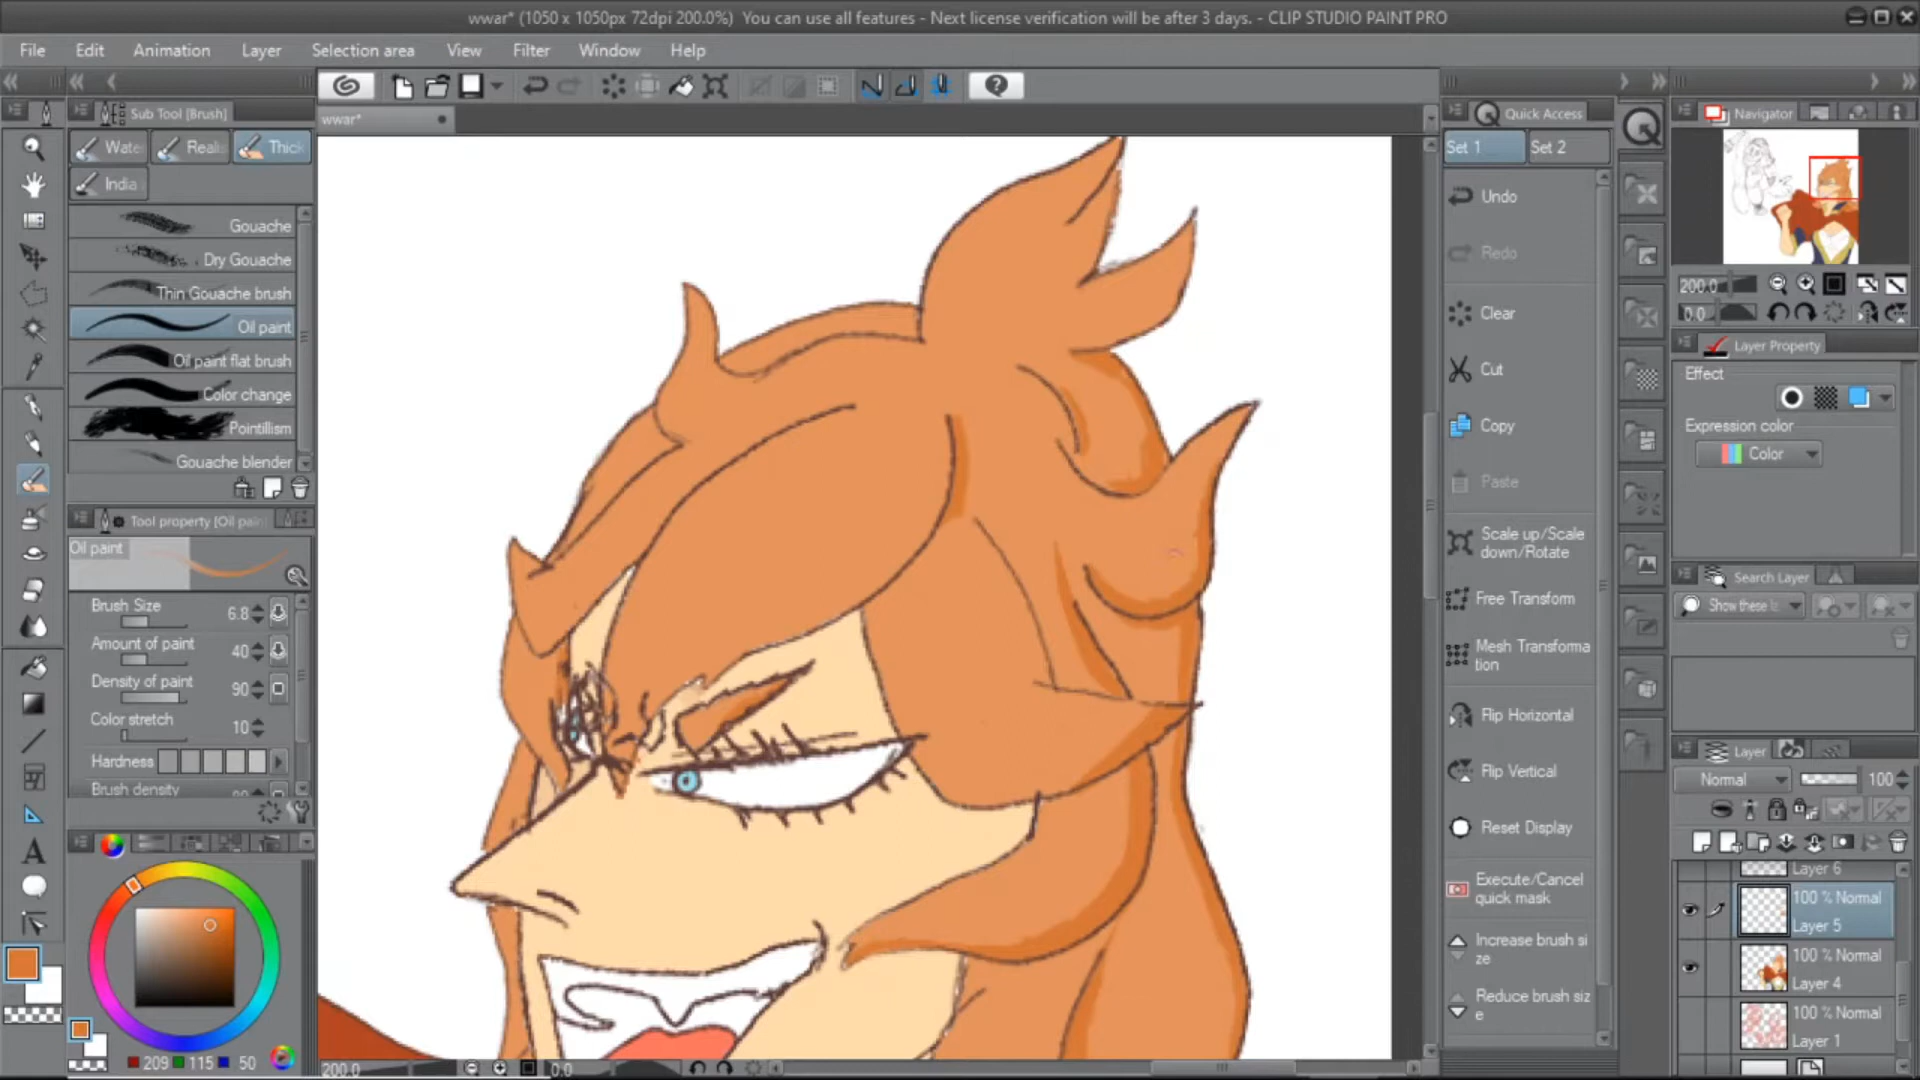 wwar* (1050 x 1050px 72dpi 200.0%) You can use all features - Next license verification will be after 3 days. - CLIP STUDIO PAINT PRO
File Edit Animation Layer Selection area View Filter Window Help
Sub Tool [Brush]
Wate Reali Thick
India
Gouache
Dry Gouache
Thin Gouache brush
Oil paint
Oil paint flat brush
Color change
Pointillism
Gouache blender
Tool property [Oil pain
Oil paint
Brush Size 6.8
Amount of paint 40
Density of paint 90
Color stretch 10
Hardness
Brush density
209 115 50
wwar*
200.0 0.0
Quick Access
Set 1 Set 2
Undo
Redo
Clear
Cut
Copy
Paste
Scale up/Scale
down/Rotate
Free Transform
Mesh Transforma
tion
Flip Horizontal
Flip Vertical
Reset Display
Execute/Cancel
quick mask
Increase brush si
ze
Reduce brush siz
e
Navigator
200.0
0.0
Layer Property
Effect
Expression color
Color
Search Layer
Show these la
Layer
Normal 100
Layer 6
100 % Normal
Layer 5
100 % Normal
Layer 4
100 % Normal
Layer 1